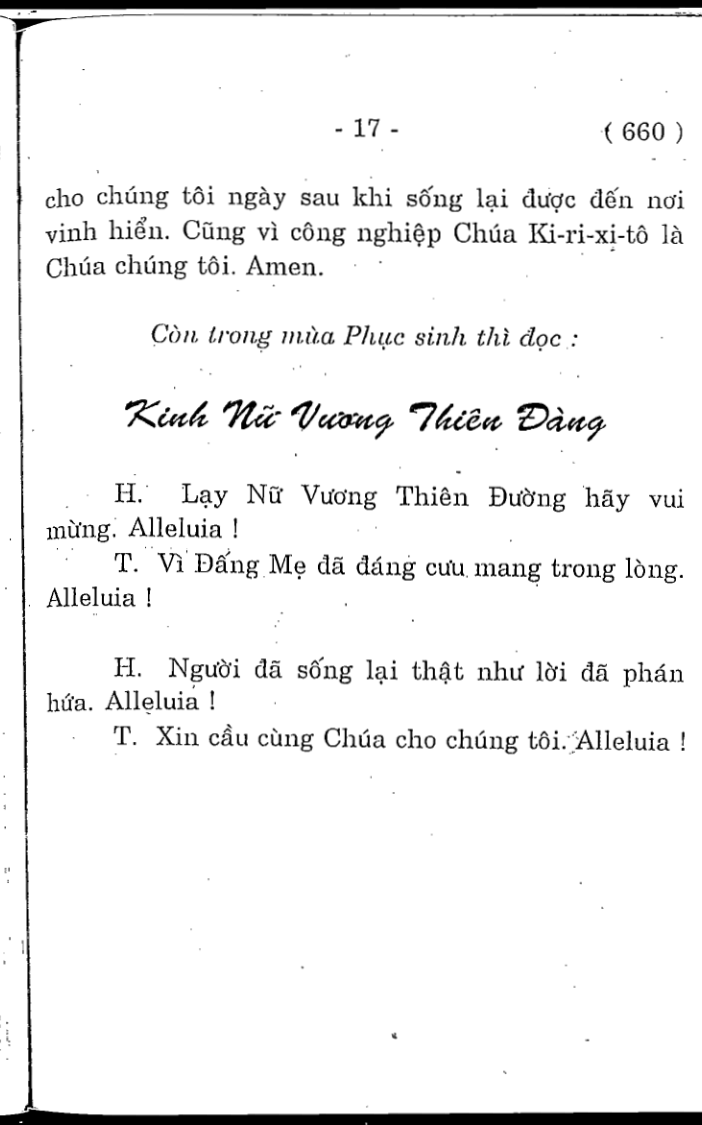 - 17 - ( 660 )
cho chúng tôi ngày sau khi sống lại được đến nơi
vinh hiển. Cũng vì công nghiệp Chúa Ki-ri-xi-tô là
Chúa chúng tôi. Amen.
Còn trong mùa Phục sinh thì đọc :
Kinh Nữ Vương Thiên Đàng
H. Lạy Nữ Vương Thiên Đường hãy vui
mừng. Alleluia !
T. Vì Đấng Mẹ đã đáng cưu mang trong lòng.
Alleluia !
H. Người đã sống lại thật như lời đã phán
hứa. Alleluia !
T. Xin cầu cùng Chúa cho chúng tôi. Alleluia !